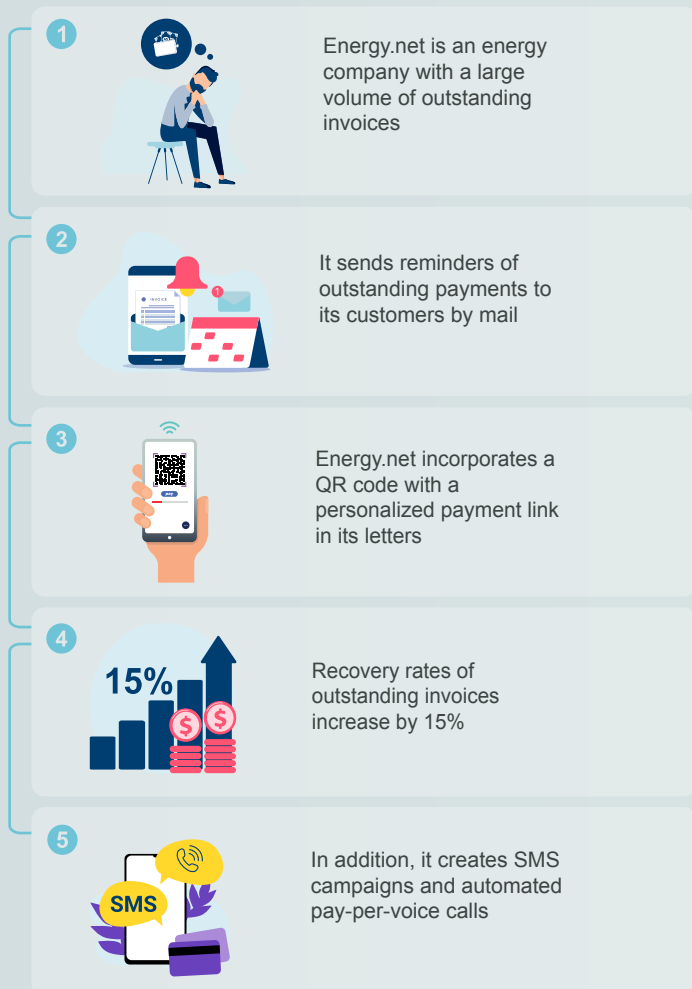 1
Energy.net is an energy
company with a large
volume of outstanding
invoices
2
INVOICE
1
It sends reminders of
outstanding payments to
its customers by mail
3
pay
Energy.net incorporates a
QR code with a
personalized payment link
in its letters
4
15%
$
$
Recovery rates of
outstanding invoices
increase by 15%
5
SMS
In addition, it creates SMS
campaigns and automated
pay-per-voice calls